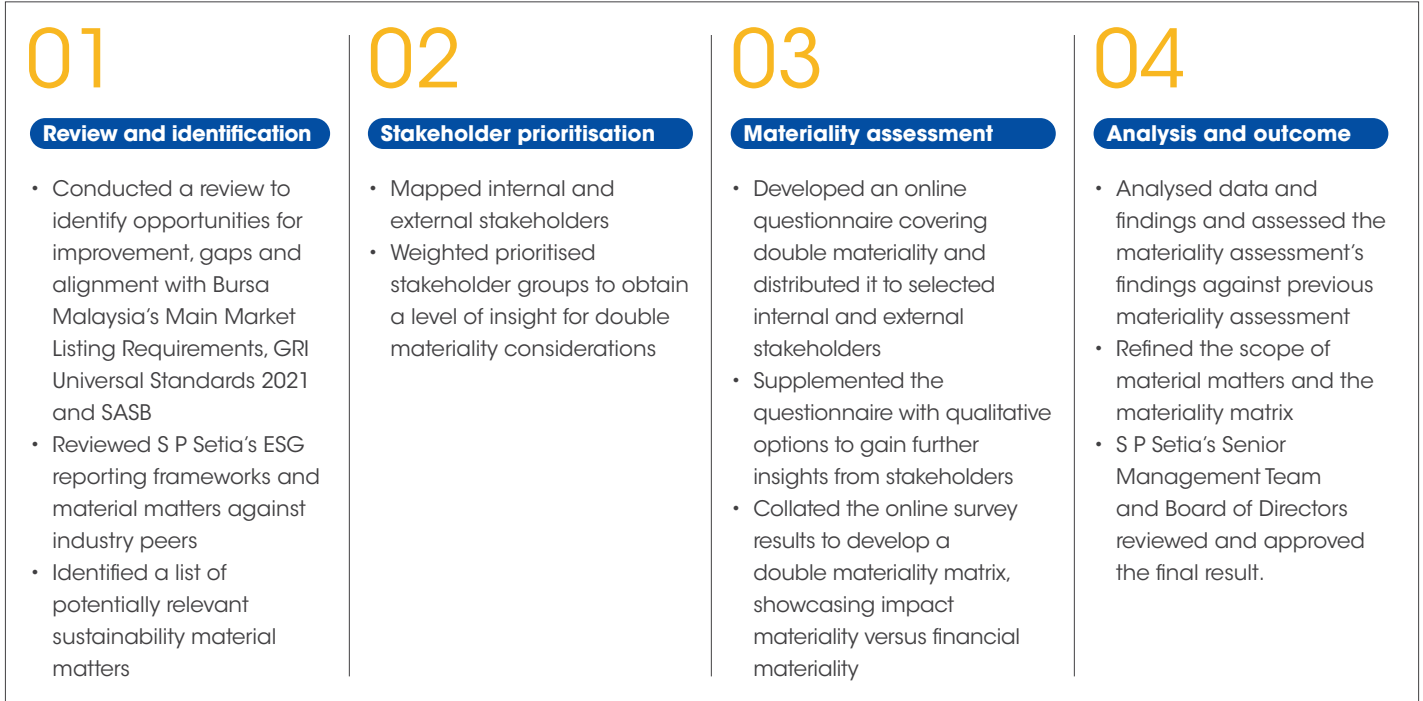 01
Review and identification
• Conducted a review to
identify opportunities for
improvement, gaps and
alignment with Bursa
Malaysia's Main Market
Listing Requirements, GRI
Universal Standards 2021
and SASB
• Reviewed S P Setia's ESG
reporting frameworks and
material matters against
industry peers
• Identified a list of
potentially relevant
sustainability material
matters
02
Stakeholder prioritisation
• Mapped internal and
external stakeholders
• Weighted prioritised
stakeholder groups to obtain
a level of insight for double
materiality considerations
03
Materiality assessment
• Developed an online
questionnaire covering
double materiality and
distributed it to selected
internal and external
stakeholders
• Supplemented the
questionnaire with qualitative
options to gain further
insights from stakeholders
• Collated the online survey
results to develop a
double materiality matrix,
showcasing impact
materiality versus financial
materiality
04
Analysis and outcome
• Analysed data and
findings and assessed the
materiality assessment's
findings against previous
materiality assessment
• Refined the scope of
material matters and the
materiality matrix
• S P Setia's Senior
Management Team
and Board of Directors
reviewed and approved
the final result.